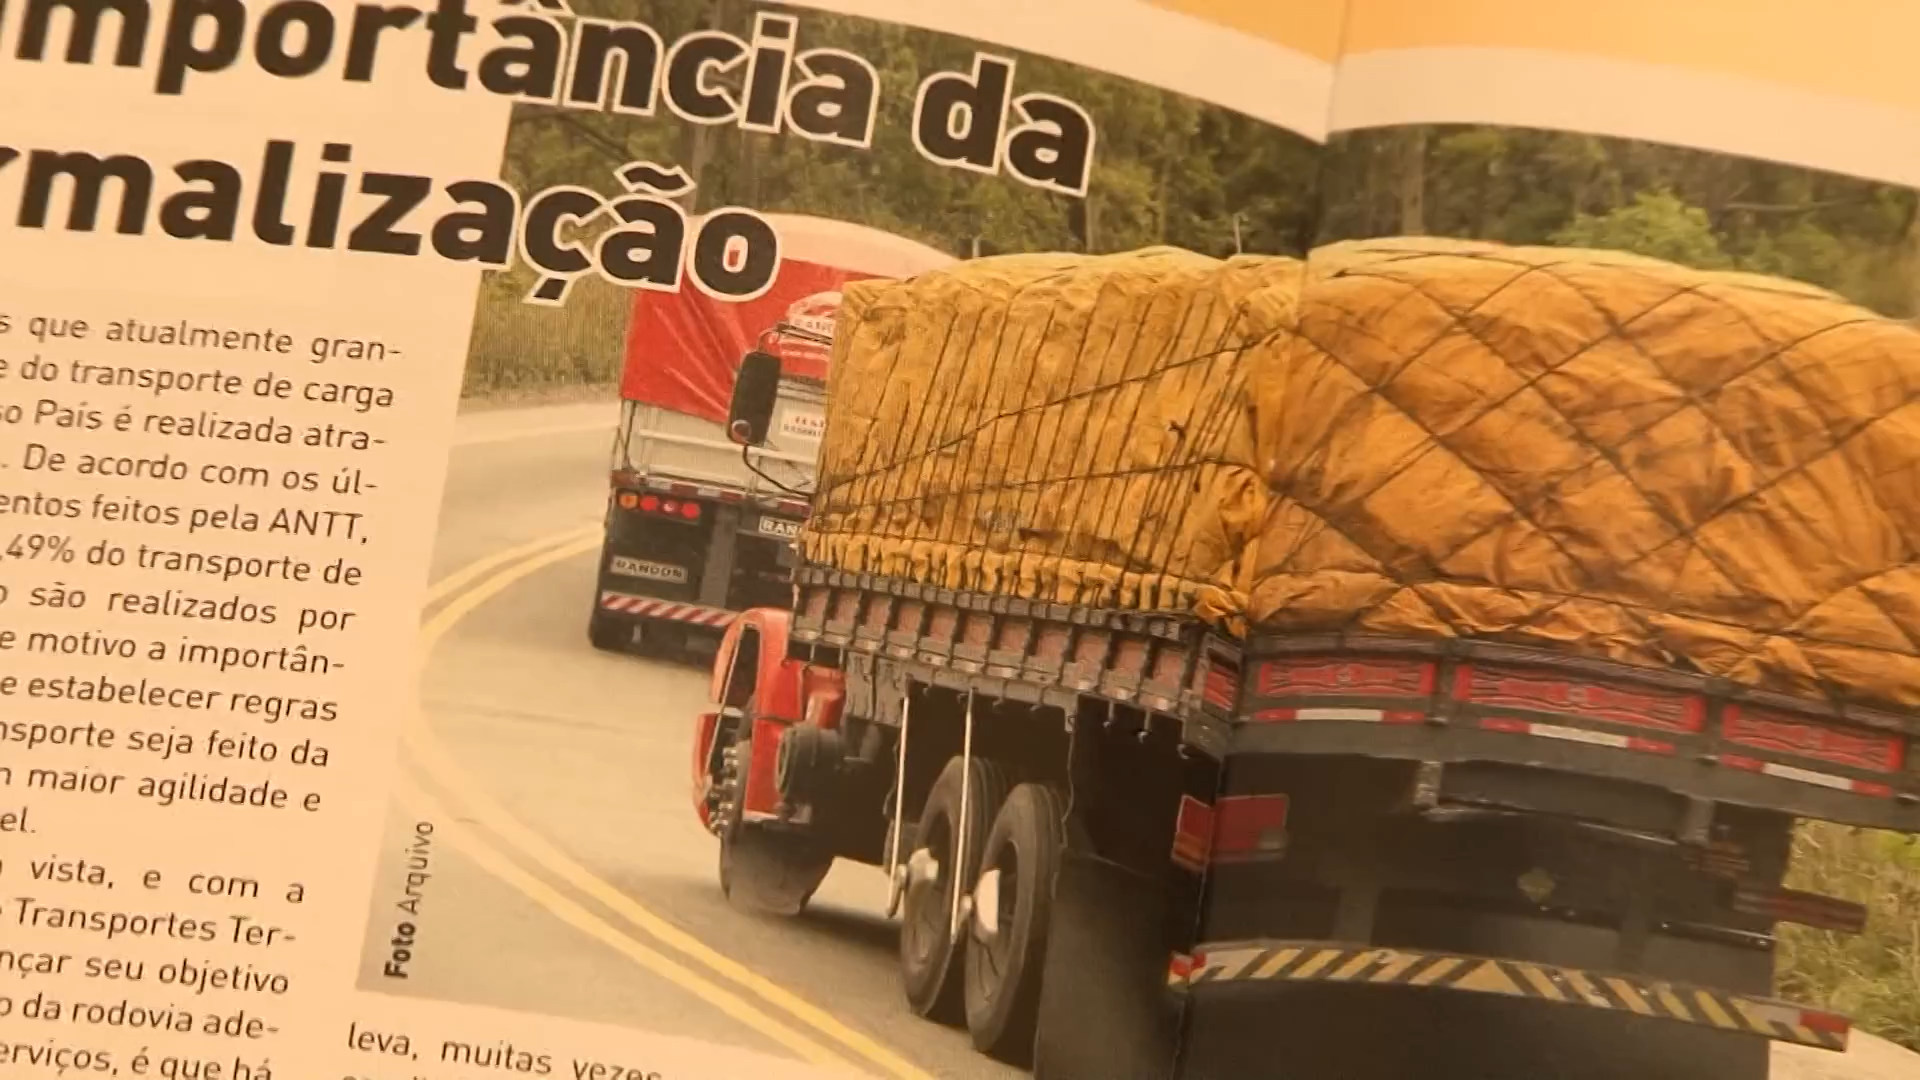 mportância da
rmalização
s que atualmente gran-
e do transporte de carga
so País é realizada atra-
. De acordo com os úl-
entos feitos pela ANTT,
,49% do transporte de
o são realizados por
e motivo a importân-
e estabelecer regras
nsporte seja feito da
m maior agilidade e
el.
vista, e com a
Transportes Ter-
nçar seu objetivo
o da rodovia ade-
erviços, é que há
Foto Arquivo
leva, muitas vezes
RANDON
RAN